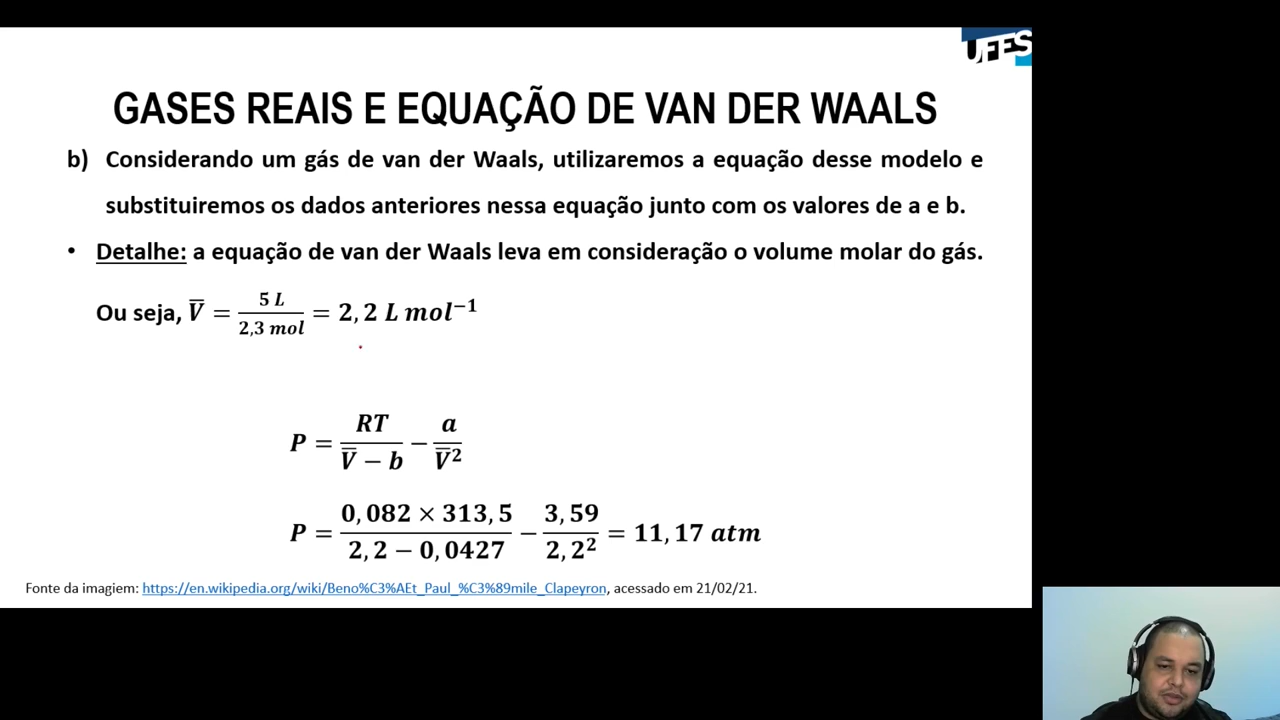 UFES
GASES REAIS E EQUAÇÃO DE VAN DER WAALS
b) Considerando um gás de van der Waals, utilizaremos a equação desse modelo e
substituiremos os dados anteriores nessa equação junto com os valores de a e b.
• Detalhe: a equação de van der Waals leva em consideração o volume molar do gás.
Ou seja, V̅ = 5 L / 2,3 mol = 2,2 L mol⁻¹
P = RT / (V̅ − b) − a / V̅²
P = (0,082 × 313,5) / (2,2 − 0,0427) − 3,59 / 2,2² = 11,17 atm
Fonte da imagiem: https://en.wikipedia.org/wiki/Beno%C3%AEt_Paul_%C3%89mile_Clapeyron, acessado em 21/02/21.